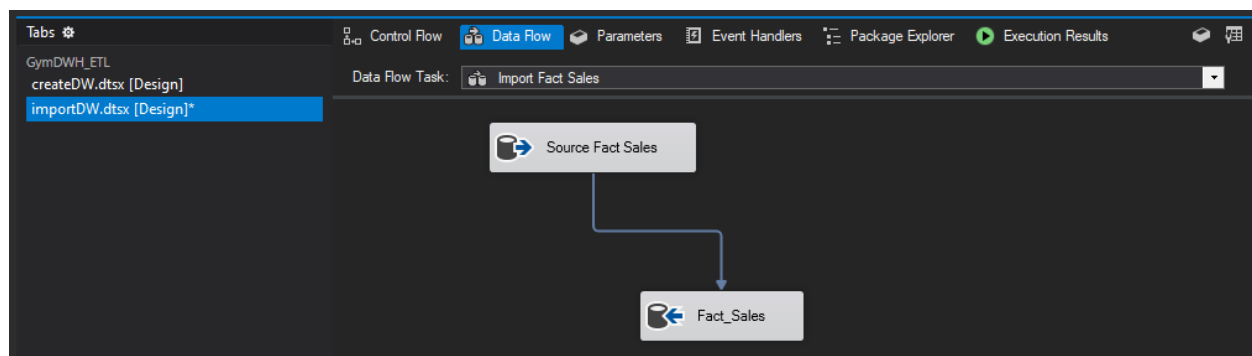 Tabs
Control Flow Data Flow Parameters Event Handlers Package Explorer Execution Results
GymDWH_ETL
createDW.dtsx [Design]
importDW.dtsx [Design]*
Data Flow Task: Import Fact Sales
Source Fact Sales
Fact_Sales